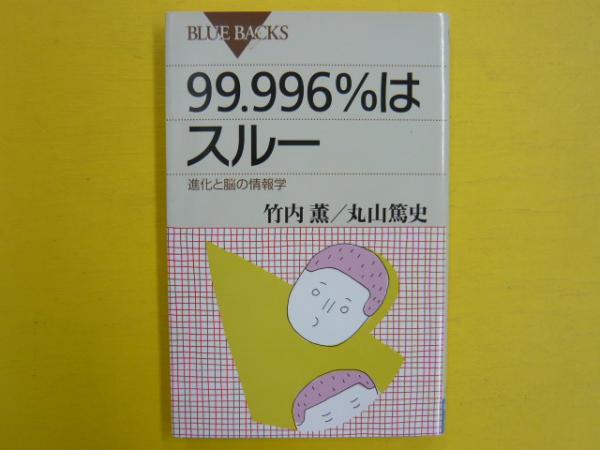 BLUE BACKS
99.996%は
スルー
進化と脳の情報学
竹内 薫／丸山篤史